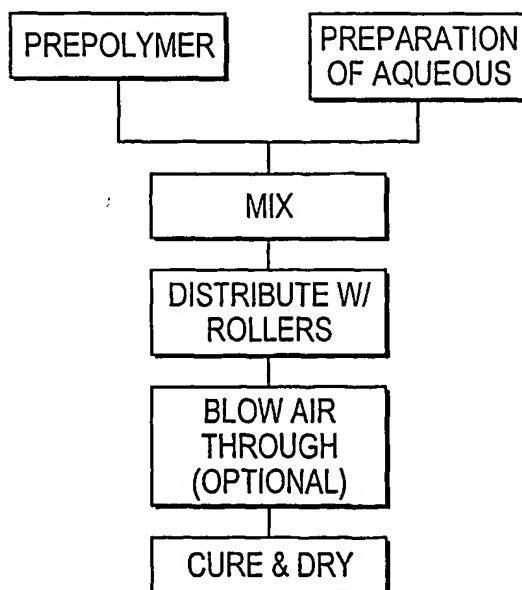 PREPOLYMER
PREPARATION
OF AQUEOUS
MIX
DISTRIBUTE W/
ROLLERS
BLOW AIR
THROUGH
(OPTIONAL)
CURE & DRY